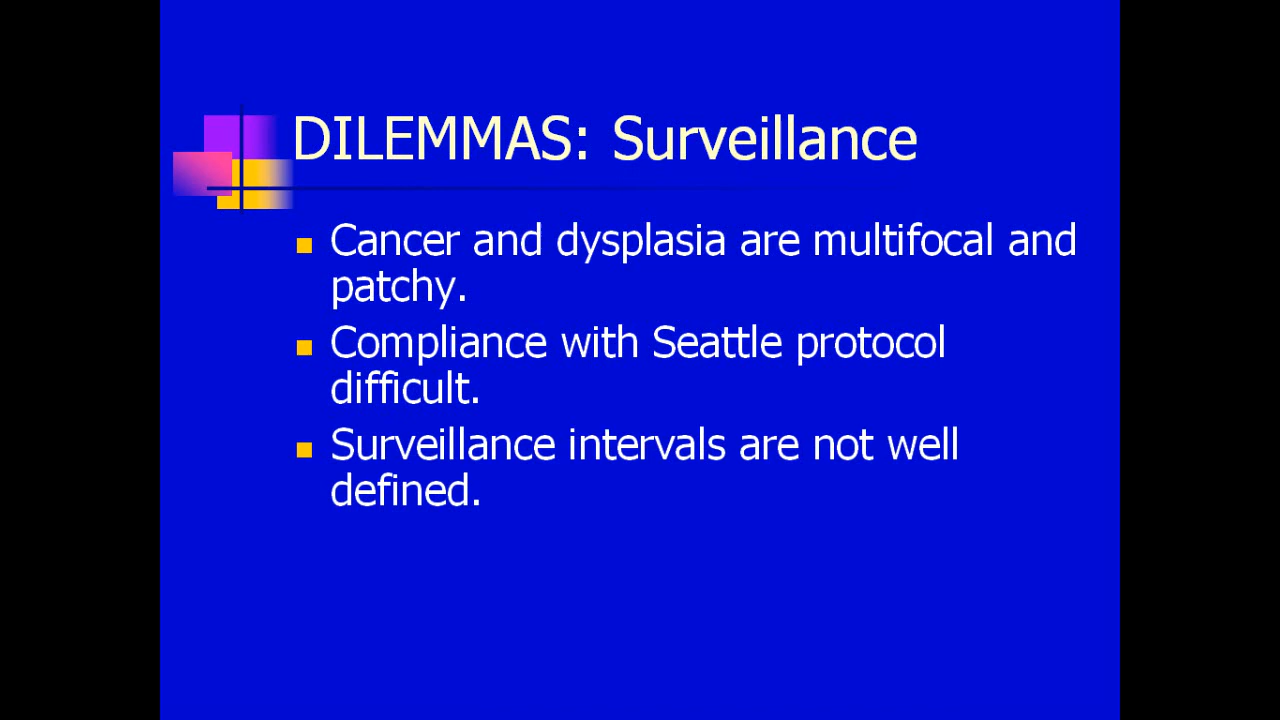 DILEMMAS: Surveillance
Cancer and dysplasia are multifocal and
patchy.
Compliance with Seattle protocol
difficult.
Surveillance intervals are not well
defined.